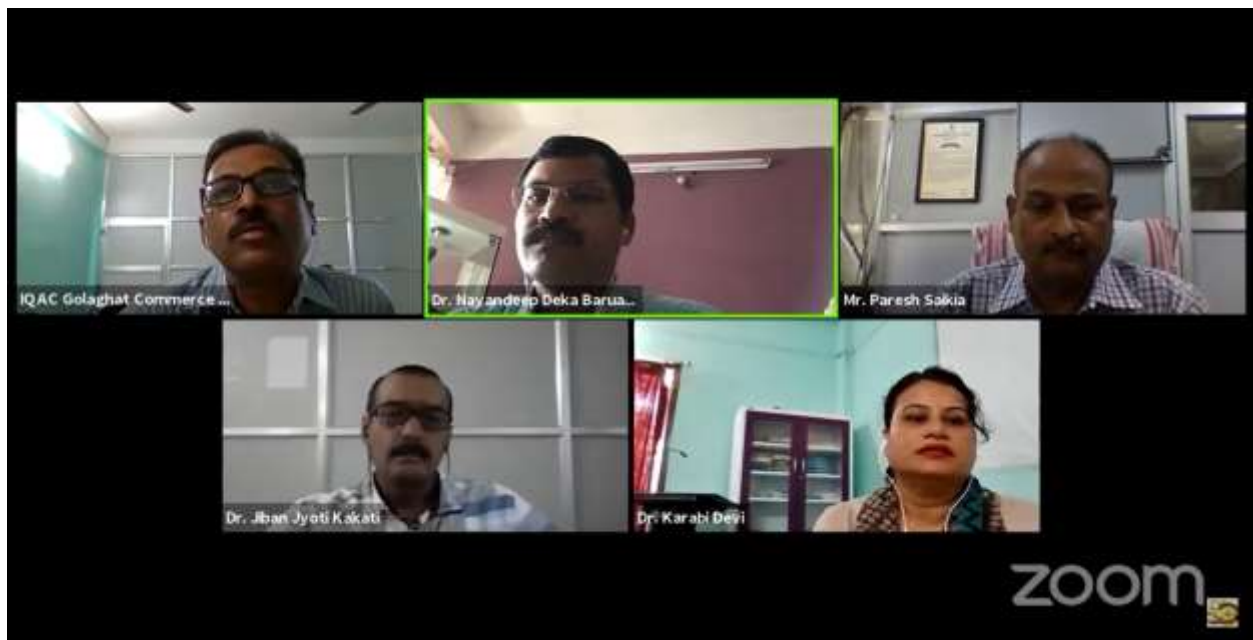 IQAC Golaghat Commerce ...
Dr. Nayandeep Deka Barua...
Mr. Paresh Saikia
Dr. Jiban Jyoti Kakati
Dr. Karabi Devi
zoom